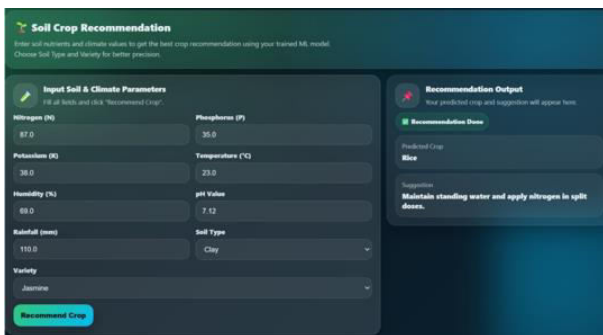 Soil Crop Recommendation
Enter soil nutrients and climate values to get the best crop recommendation using your trained ML model.
Choose Soil Type and Variety for better precision.
Input Soil & Climate Parameters
Fill all fields and click "Recommend Crop".
Nitrogen (N)
Phosphorus (P)
87.0
35.0
Potassium (K)
Temperature (°C)
38.0
23.0
Humidity (%)
pH Value
69.0
7.12
Rainfall (mm)
Soil Type
110.0
Clay
Variety
Jasmine
Recommend Crop
Recommendation Output
Your predicted crop and suggestion will appear here.
Recommendation Done
Predicted Crop
Rice
Suggestion
Maintain standing water and apply nitrogen in split
doses.